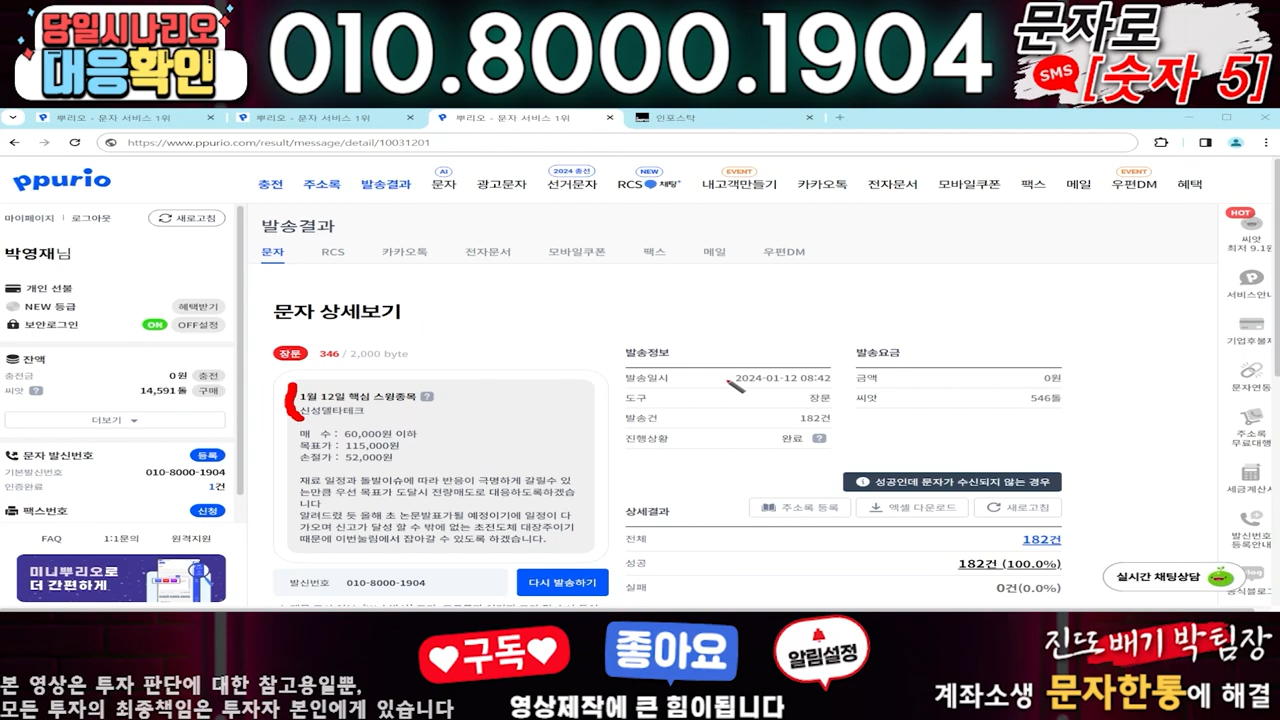 당일시나리오
대응확인
010.8000.1904
문자로
SMS
[숫자 5]
뿌리오 - 문자 서비스 1위
뿌리오 - 문자 서비스 1위
뿌리오 - 문자 서비스 1위
인포스탁
https://www.ppurio.com/result/message/detail/10031201
ppurio
충전
주소록
발송결과
AI
문자
광고문자
2024 총선
선거문자
NEW
RCS 채팅+
EVENT
내고객만들기
카카오톡
전자문서
모바일쿠폰
팩스
메일
EVENT
우편DM
혜택
마이페이지 | 로그아웃
새로고침
박영재님
개인 선불
NEW 등급
혜택받기
보안로그인
ON
OFF설정
잔액
충전금
0원
충전
씨앗 ?
14,591톨
구매
더보기
문자 발신번호
등록
기본발신번호
010-8000-1904
인증완료
1건
팩스번호
신청
FAQ
1:1문의
원격지원
미니뿌리오로
더 간편하게
발송결과
문자
RCS
카카오톡
전자문서
모바일쿠폰
팩스
메일
우편DM
문자 상세보기
장문
346 / 2,000 byte
1월 12일 핵심 스윙종목 ?
신성델타테크
매 수 : 60,000원 이하
목표가 : 115,000원
손절가 : 52,000원
재료 일정과 돌발이슈에 따라 반응이 극명하게 갈릴수 있
는만큼 우선 목표가 도달시 전량매도로 대응하도록하겠습
니다
알려드렸 듯 올해 초 논문발표가될 예정이기에 일정이 다
가오며 신고가 달성 할 수 밖에 없는 초전도체 대장주이기
때문에 이번눌림에서 잡아갈 수 있도록 하겠습니다.
발신번호
010-8000-1904
다시 발송하기
발송정보
발송일시
2024-01-12 08:42
도구
장문
발송건
182건
진행상황
완료 ?
발송요금
금액
0원
씨앗
546톨
성공인데 문자가 수신되지 않는 경우
상세결과
주소록 등록
엑셀 다운로드
새로고침
전체
182건
성공
182건 (100.0%)
실패
0건(0.0%)
HOT
씨앗
최저 9.1원
서비스안내
기업후불제
문자연동
주소록
무료대행
세금계산서
발신번호
등록안내
실시간 채팅상담
공식블로그
구독
좋아요
알림설정
영상제작에 큰 힘이됩니다
본 영상은 투자 판단에 대한 참고용일뿐,
모든 투자의 최종책임은 투자자 본인에게 있습니다
진또배기 박팀장
계좌소생 문자한통에 해결